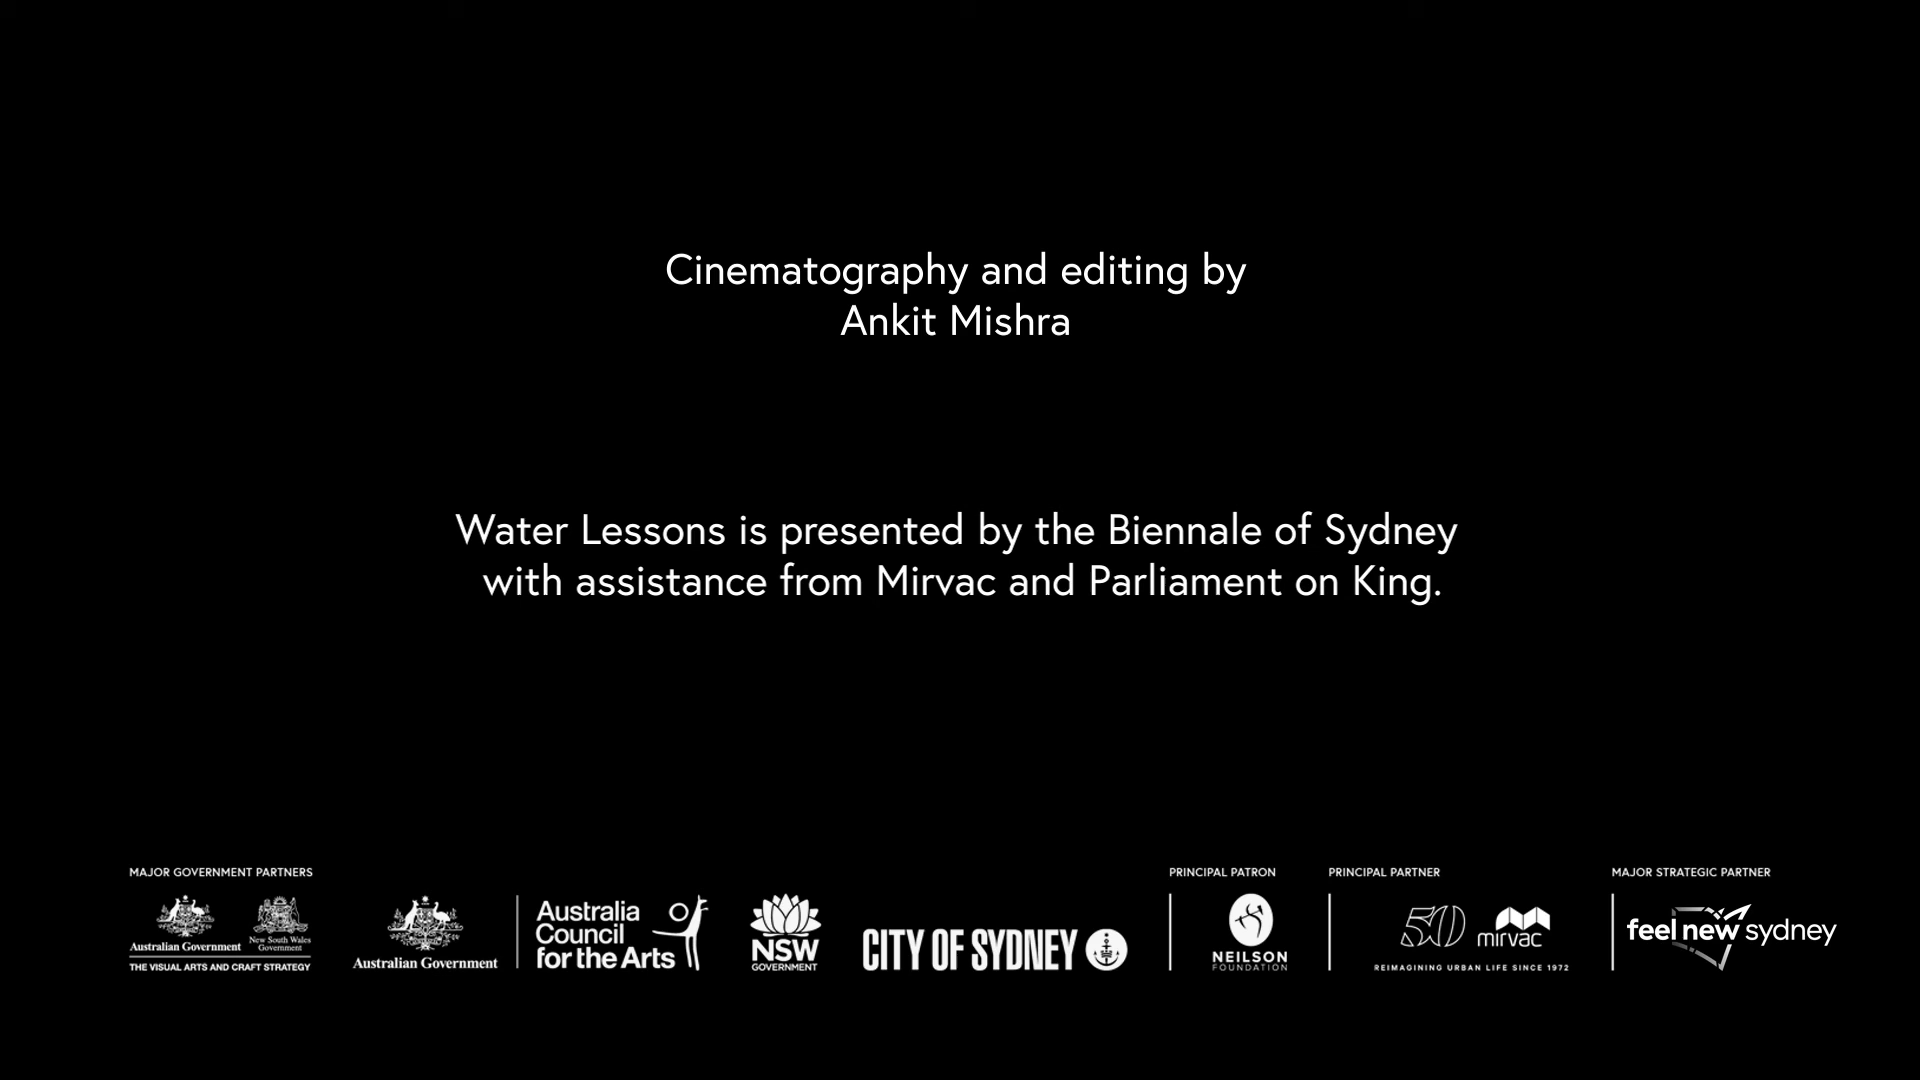 Cinematography and editing by
Ankit Mishra
Water Lessons is presented by the Biennale of Sydney
with assistance from Mirvac and Parliament on King.
MAJOR GOVERNMENT PARTNERS
Australian Government
New South Wales
Government
THE VISUAL ARTS AND CRAFT STRATEGY
Australian Government
Australia
Council
for the Arts
NSW
GOVERNMENT
CITY OF SYDNEY
PRINCIPAL PATRON
NEILSON
FOUNDATION
PRINCIPAL PARTNER
50 mirvac
REIMAGINING URBAN LIFE SINCE 1972
MAJOR STRATEGIC PARTNER
feel new sydney